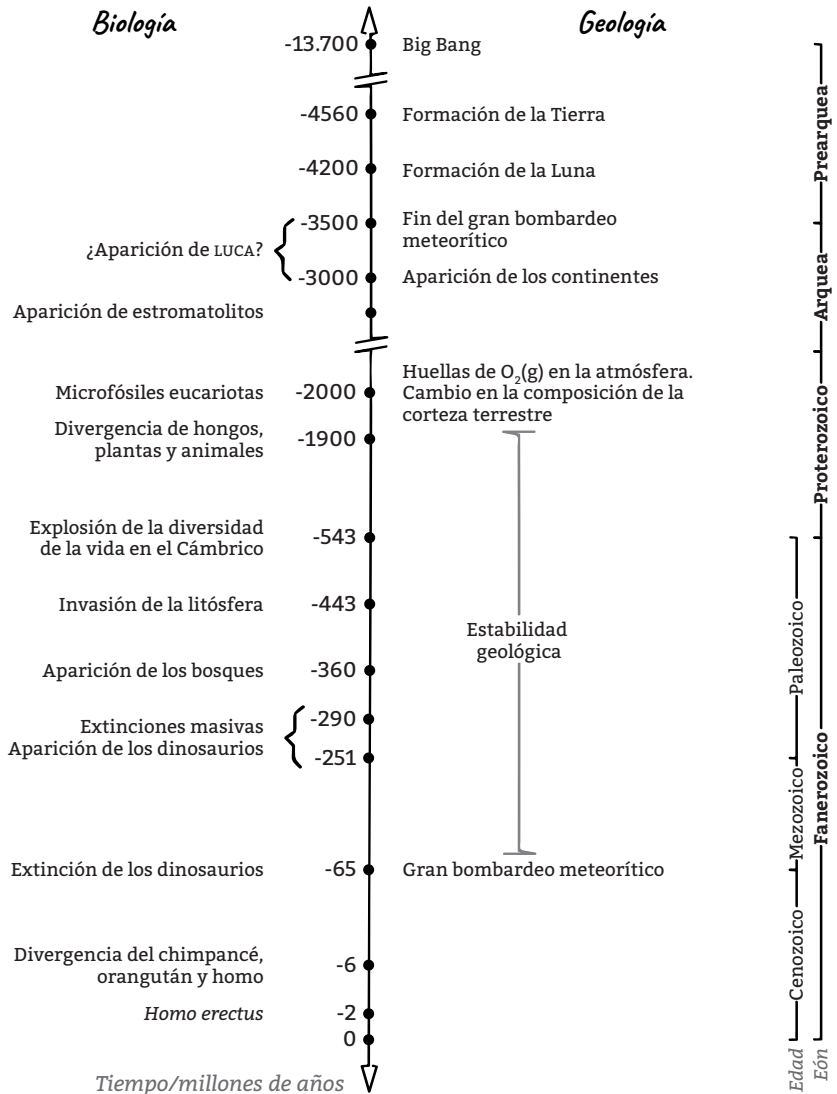 Biología
Geología
-13.700
Big Bang
-4560
Formación de la Tierra
-4200
Formación de la Luna
¿Aparición de LUCA?
-3500
Fin del gran bombardeo
meteorítico
-3000
Aparición de los continentes
Aparición de estromatolitos
Microfósiles eucariotas
-2000
Huellas de O₂(g) en la atmósfera.
Cambio en la composición de la
corteza terrestre
Divergencia de hongos,
plantas y animales
-1900
Explosión de la diversidad
de la vida en el Cámbrico
-543
Invasión de la litósfera
-443
Estabilidad
geológica
Aparición de los bosques
-360
Extinciones masivas
Aparición de los dinosaurios
-290
-251
Extinción de los dinosaurios
-65
Gran bombardeo meteorítico
Divergencia del chimpancé,
orangután y homo
-6
Homo erectus
-2
0
Tiempo/millones de años
Paleozoico
Mezozoico
Cenozoico
Edad
Prearquea
Arquea
Proterozoico
Fanerozoico
Eón